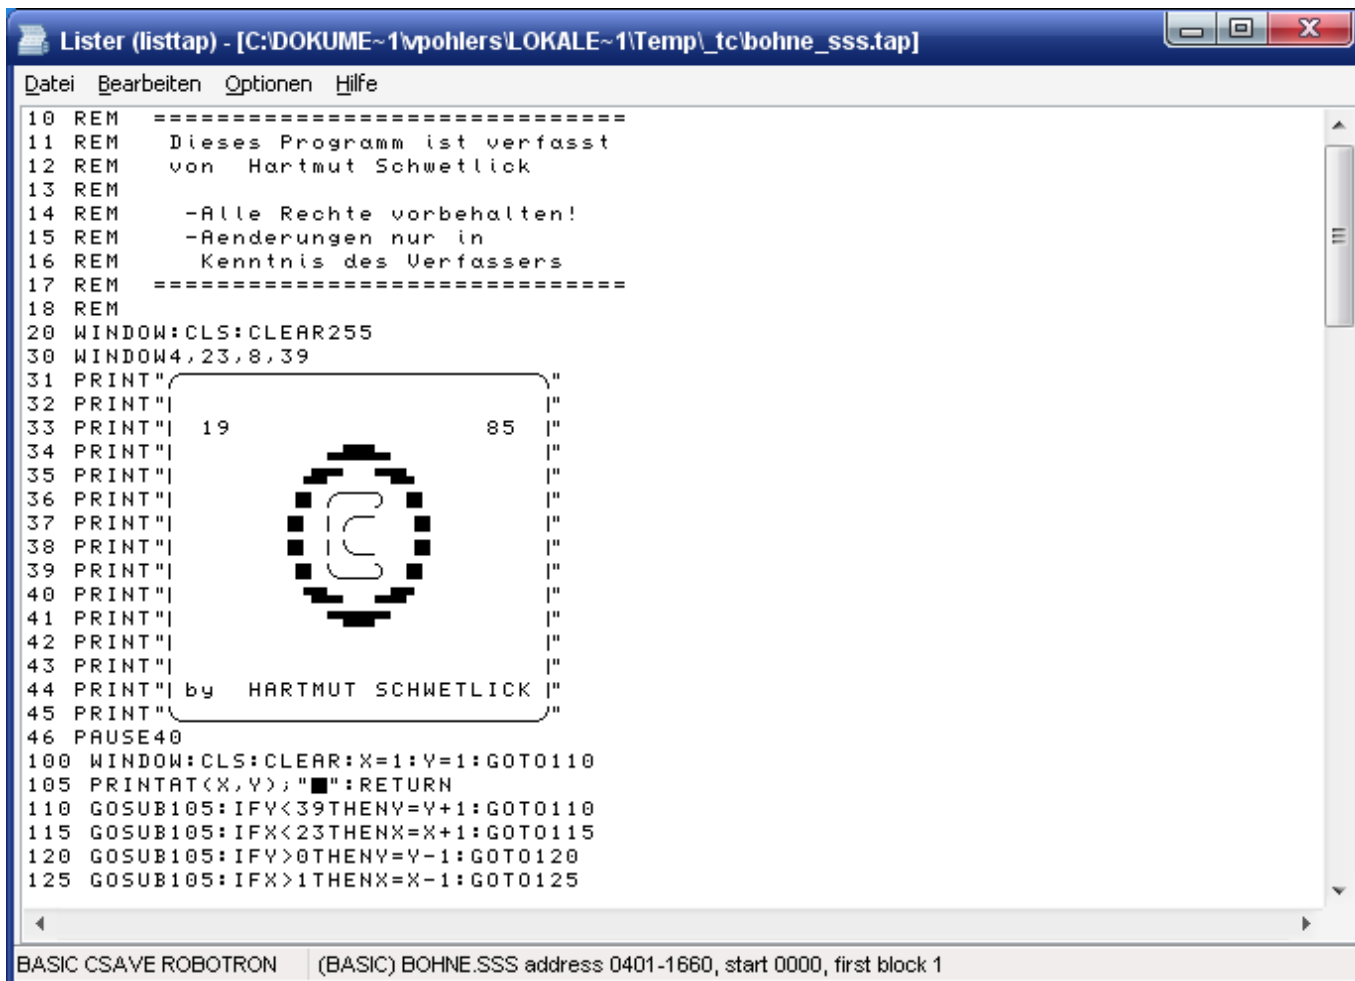 Lister (listtap) - [C:\DOKUME~1\vpohlers\LOKALE~1\Temp\_tc\bohne_sss.tap]
Datei Bearbeiten Optionen Hilfe
10 REM ==============================
11 REM Dieses Programm ist verfasst
12 REM von Hartmut Schwetlick
13 REM
14 REM -Alle Rechte vorbehalten!
15 REM -Aenderungen nur in
16 REM Kenntnis des Verfassers
17 REM ==============================
18 REM
20 WINDOW:CLS:CLEAR255
30 WINDOW4,23,8,39
31 PRINT" "
32 PRINT"| |"
33 PRINT"| 19 85 |"
34 PRINT"| |"
35 PRINT"| |"
36 PRINT"| ■ ■ |"
37 PRINT"| ■ ■ |"
38 PRINT"| ■ ■ |"
39 PRINT"| ■ ■ |"
40 PRINT"| |"
41 PRINT"| |"
42 PRINT"| |"
43 PRINT"| |"
44 PRINT"| by HARTMUT SCHWETLICK |"
45 PRINT" "
46 PAUSE40
100 WINDOW:CLS:CLEAR:X=1:Y=1:GOTO110
105 PRINTAT(X,Y);"■":RETURN
110 GOSUB105:IFY<39THENY=Y+1:GOTO110
115 GOSUB105:IFX<23THENX=X+1:GOTO115
120 GOSUB105:IFY>0THENY=Y-1:GOTO120
125 GOSUB105:IFX>1THENX=X-1:GOTO125
BASIC CSAVE ROBOTRON (BASIC) BOHNE.SSS address 0401-1660, start 0000, first block 1